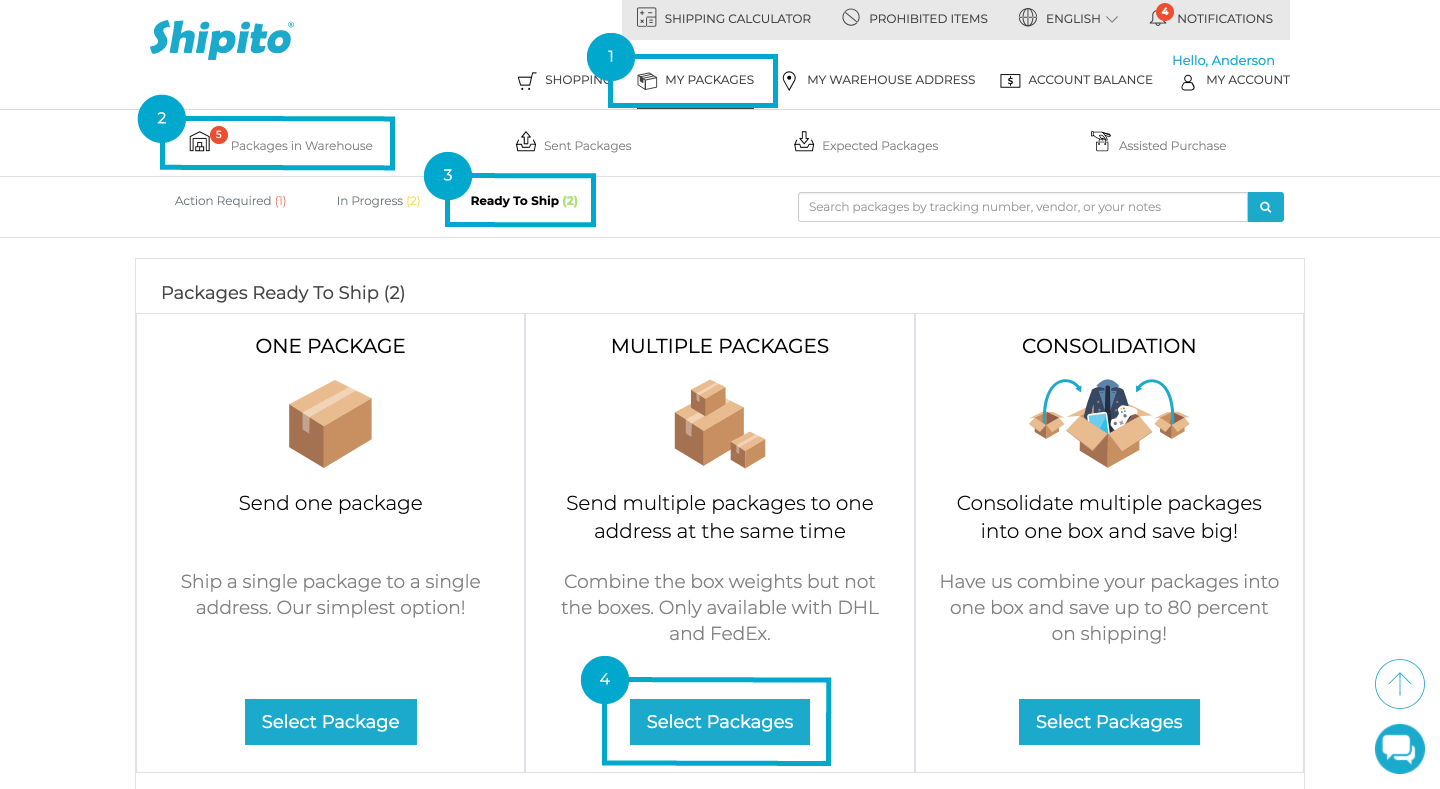 SHIPPING CALCULATOR PROHIBITED ITEMS ENGLISH 4 NOTIFICATIONS
Shipito®
Hello, Anderson
1
SHOPPING MY PACKAGES MY WAREHOUSE ADDRESS $ ACCOUNT BALANCE MY ACCOUNT
2
5 Packages in Warehouse Sent Packages Expected Packages Assisted Purchase
3
Action Required (1) In Progress (2) Ready To Ship (2) Search packages by tracking number, vendor, or your notes
Packages Ready To Ship (2)
ONE PACKAGE
Send one package
Ship a single package to a single
address. Our simplest option!
Select Package
MULTIPLE PACKAGES
Send multiple packages to one
address at the same time
Combine the box weights but not
the boxes. Only available with DHL
and FedEx.
4
Select Packages
CONSOLIDATION
Consolidate multiple packages
into one box and save big!
Have us combine your packages into
one box and save up to 80 percent
on shipping!
Select Packages